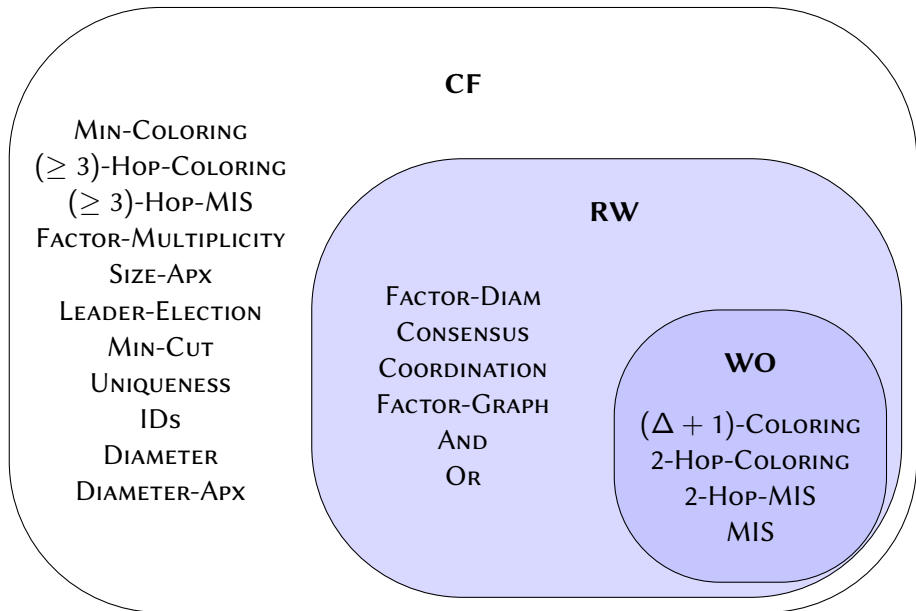 CF
Min-Coloring
(≥ 3)-Hop-Coloring
(≥ 3)-Hop-MIS
Factor-Multiplicity
Size-Apx
Leader-Election
Min-Cut
Uniqueness
IDs
Diameter
Diameter-Apx
RW
Factor-Diam
Consensus
Coordination
Factor-Graph
And
Or
WO
(Δ + 1)-Coloring
2-Hop-Coloring
2-Hop-MIS
MIS